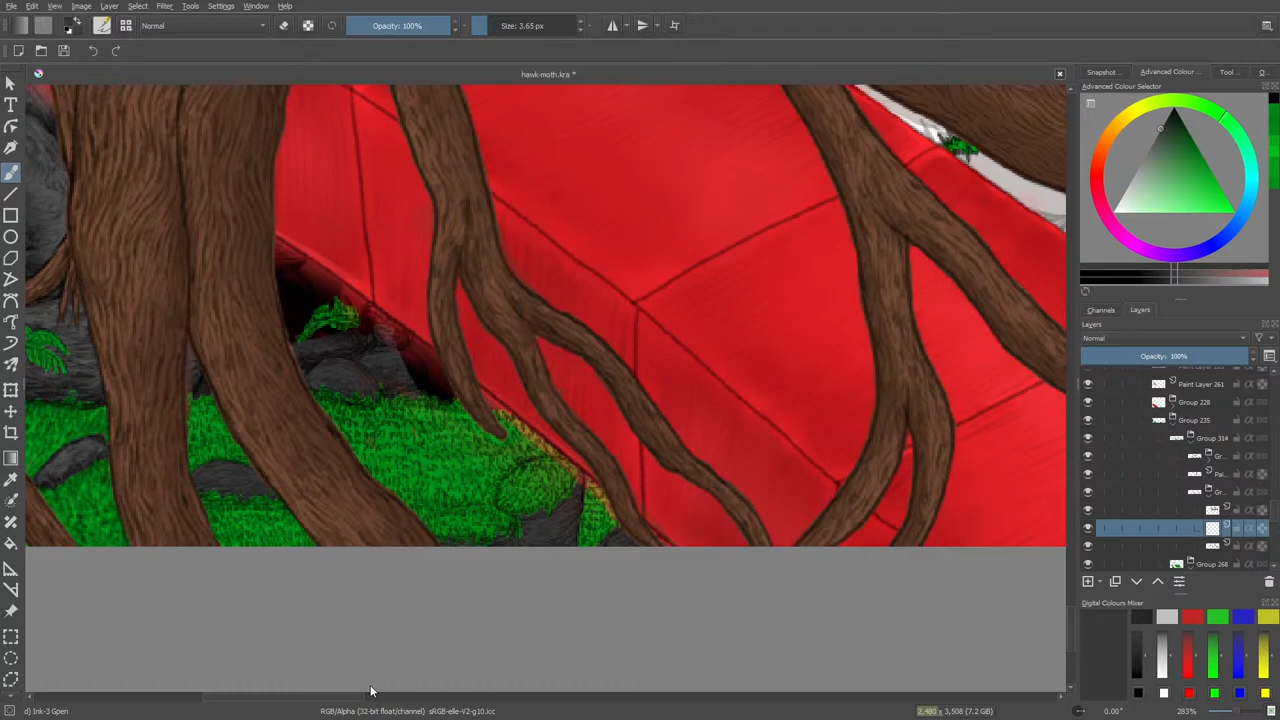 File Edit View Image Layer Select Filter Tools Settings Window Help
Normal Opacity: 100% Size: 3.65 px
hawk-moth.kra *
Snapshot ... Advanced Colour ... Tool ... O...
Advanced Colour Selector
Channels Layers
Layers
Normal
Opacity: 100%
Paint Layer 261
Group 228
Group 235
Group 314
Gr...
Pai...
Gr...
Group 268
Digital Colours Mixer
d) Ink-3 Gpen RGB/Alpha (32-bit float/channel) sRGB-elle-V2-g10.icc 2,480 x 3,508 (7.2 GB) 0.00° 283%